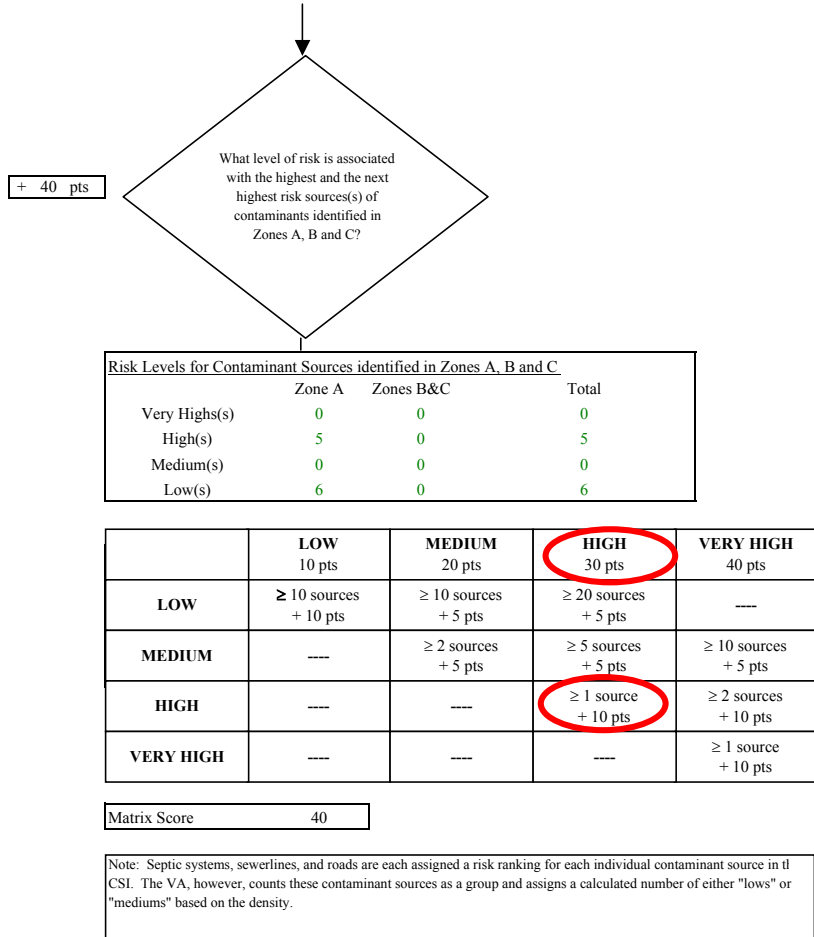 What level of risk is associated
with the highest and the next
highest risk sources(s) of
contaminants identified in
Zones A, B and C?
+ 40 pts
Risk Levels for Contaminant Sources identified in Zones A, B and C
Zone A Zones B&C Total
Very Highs(s) 0 0 0
High(s) 5 0 5
Medium(s) 0 0 0
Low(s) 6 0 6
LOW MEDIUM HIGH VERY HIGH
10 pts 20 pts 30 pts 40 pts
LOW ≥ 10 sources ≥ 10 sources ≥ 20 sources ----
+ 10 pts + 5 pts + 5 pts
MEDIUM ---- ≥ 2 sources ≥ 5 sources ≥ 10 sources
+ 5 pts + 5 pts + 5 pts
HIGH ---- ---- ≥ 1 source ≥ 2 sources
+ 10 pts + 10 pts
VERY HIGH ---- ---- ---- ≥ 1 source
+ 10 pts
Matrix Score 40
Note: Septic systems, sewerlines, and roads are each assigned a risk ranking for each individual contaminant source in
CSI. The VA, however, counts these contaminant sources as a group and assigns a calculated number of either "lows" or
"mediums" based on the density.